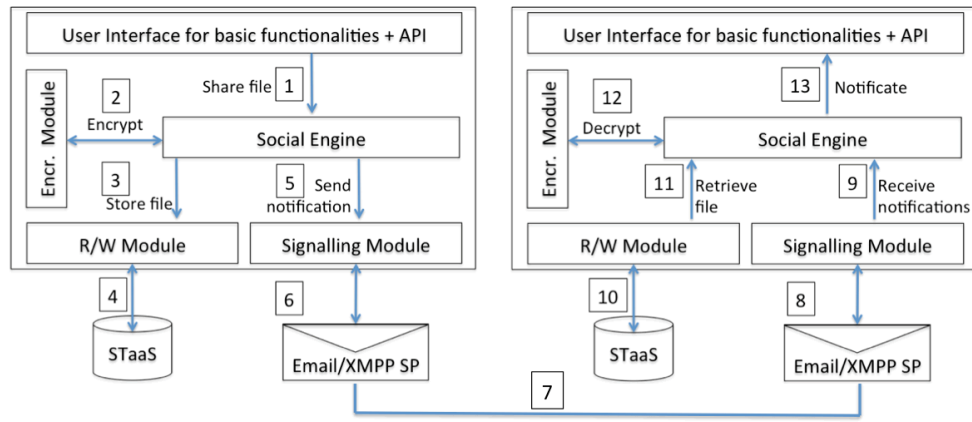 User Interface for basic functionalities + API
Share file
1
2
Encrypt
Encr. Module
Social Engine
3
Store file
5
Send
notification
R/W Module
Signalling Module
4
6
STaaS
Email/XMPP SP
7
User Interface for basic functionalities + API
13
Notificate
12
Decrypt
Encr. Module
Social Engine
11
Retrieve
file
9
Receive
notifications
R/W Module
Signalling Module
10
8
STaaS
Email/XMPP SP